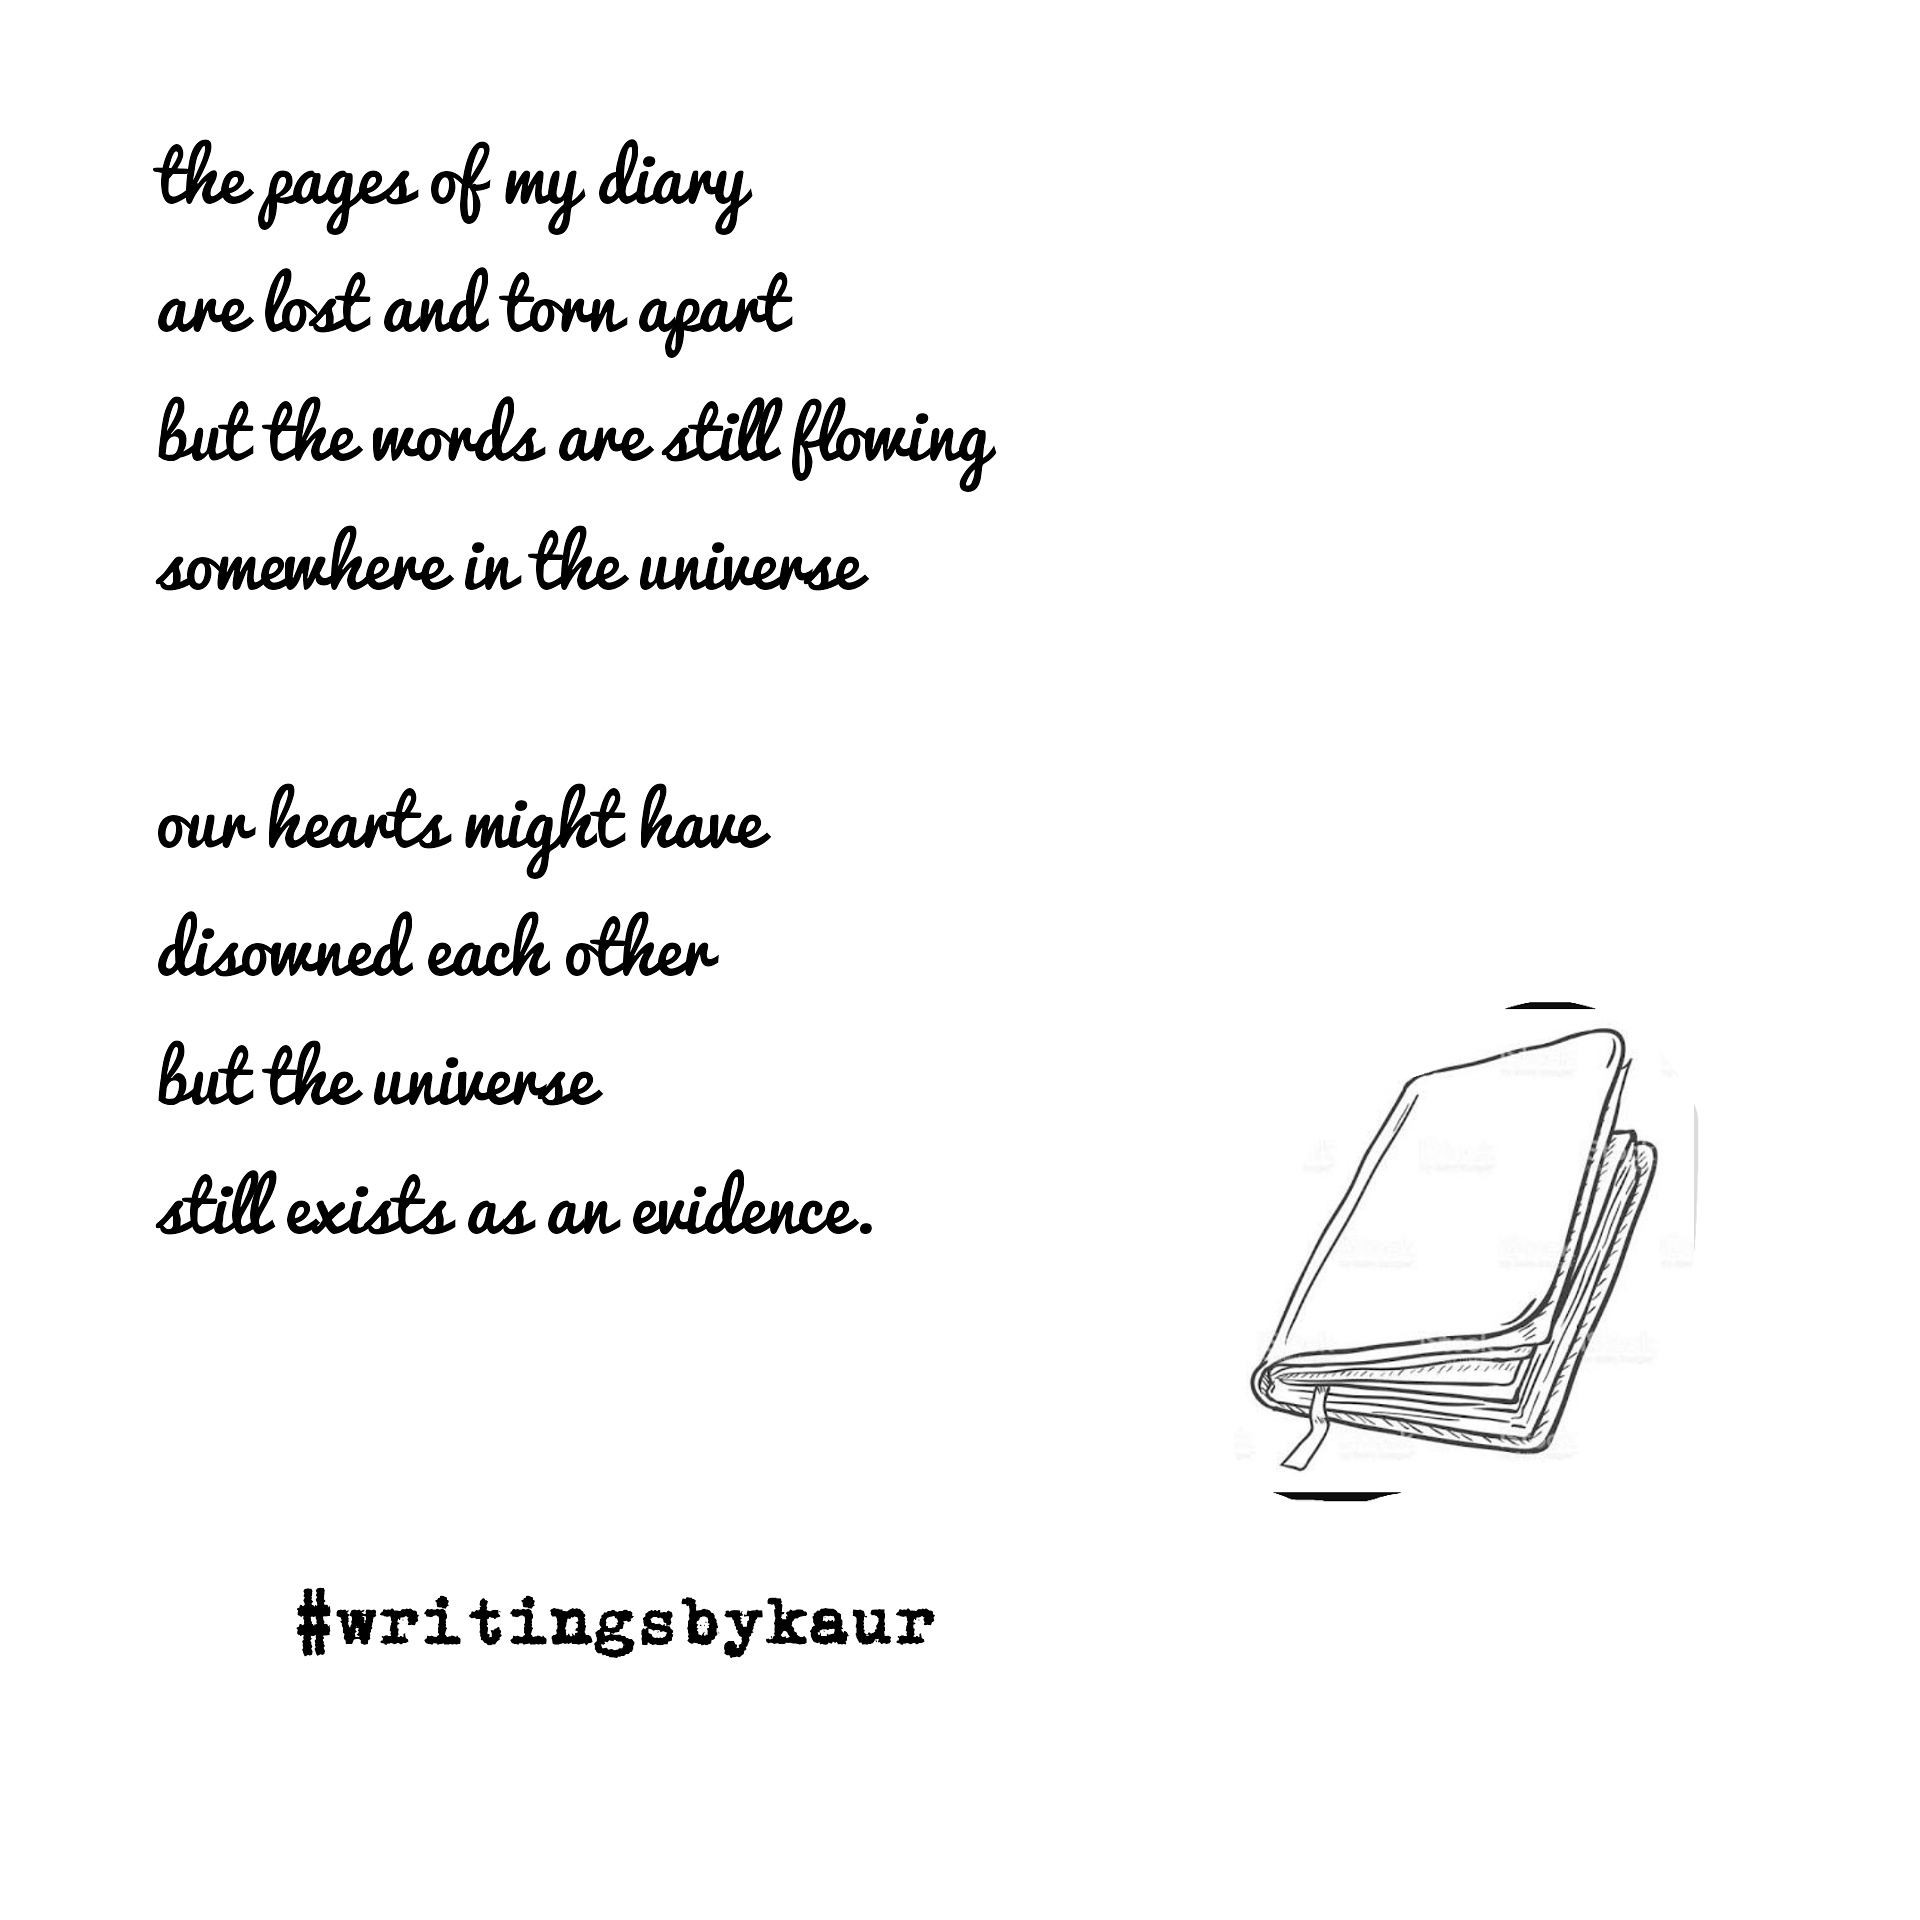 the pages of my diary
are lost and torn apart
but the words are still flowing
somewhere in the universe
our hearts might have
disowned each other
but the universe
still exists as an evidence.
#writingsbykaur